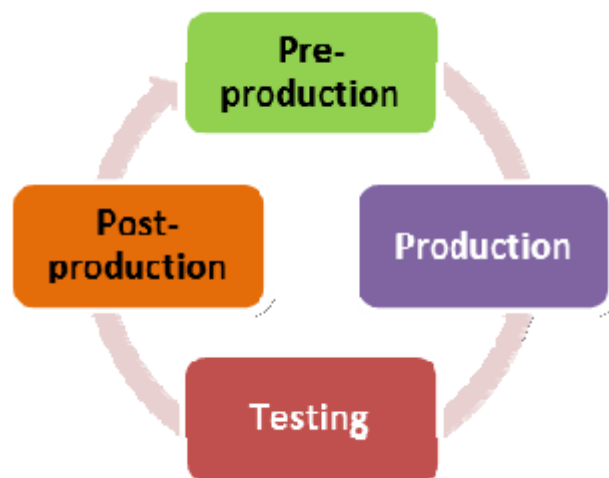 Pre-
production
Production
Testing
Post-
production